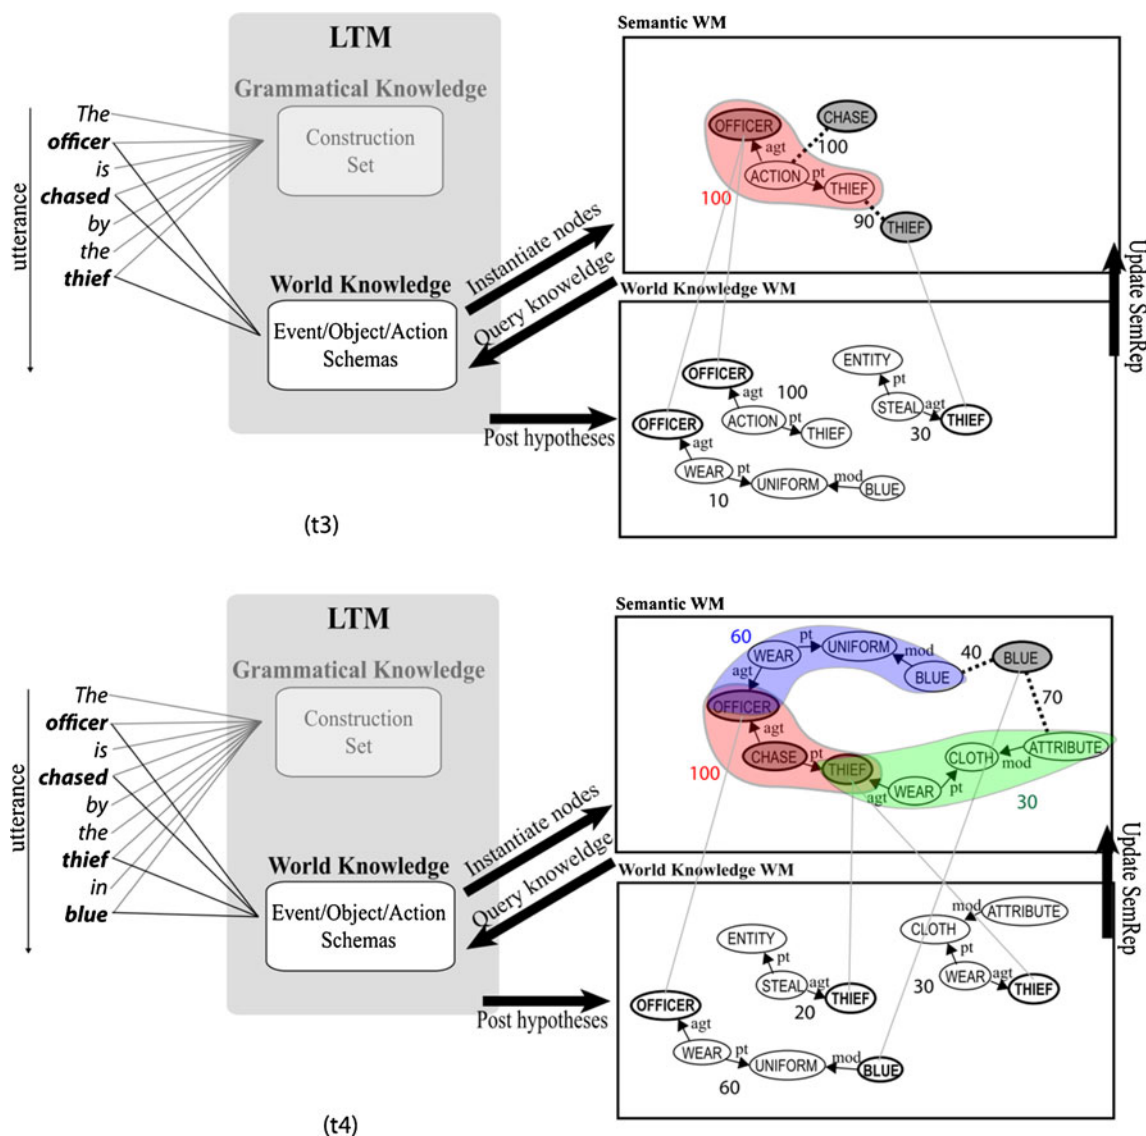 LTM
Grammatical Knowledge
Construction
Set
utterance
The
officer
is
chased
by
the
thief
World Knowledge
Event/Object/Action
Schemas
Instantiate nodes
Query knoweldge
Post hypotheses
Semantic WM
OFFICER
CHASE
100
agt
ACTION
pt
THIEF
100
90
THIEF
World Knowledge WM
Update SemRep
OFFICER
100
ENTITY
agt
pt
OFFICER
ACTION
pt
THIEF
STEAL
agt
THIEF
30
agt
WEAR
pt
UNIFORM
mod
BLUE
10
(t3)
LTM
Grammatical Knowledge
Construction
Set
utterance
The
officer
is
chased
by
the
thief
in
blue
World Knowledge
Event/Object/Action
Schemas
Instantiate nodes
Query knoweldge
Post hypotheses
Semantic WM
60
WEAR
pt
UNIFORM
mod
BLUE
40
BLUE
agt
70
OFFICER
agt
CHASE
pt
THIEF
100
agt
WEAR
pt
CLOTH
mod
ATTRIBUTE
30
World Knowledge WM
Update SemRep
ENTITY
pt
STEAL
agt
THIEF
20
CLOTH
mod
ATTRIBUTE
pt
WEAR
agt
THIEF
30
OFFICER
agt
WEAR
pt
UNIFORM
mod
BLUE
60
(t4)